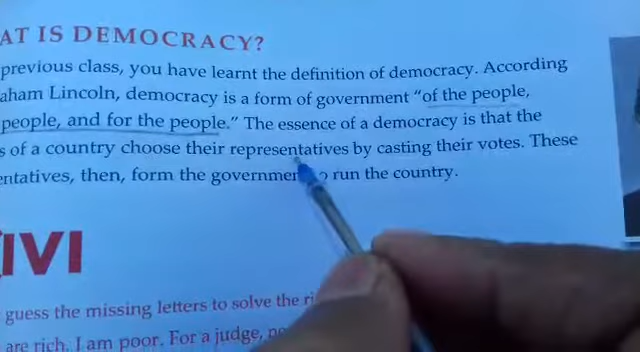 AT IS DEMOCRACY?
previous class, you have learnt the definition of democracy. According
aham Lincoln, democracy is a form of government “of the people,
people, and for the people.” The essence of a democracy is that the
s of a country choose their representatives by casting their votes. These
entatives, then, form the governmen o run the country.
IVI
guess the missing letters to solve the ri
are rich, I am poor. For a judge,